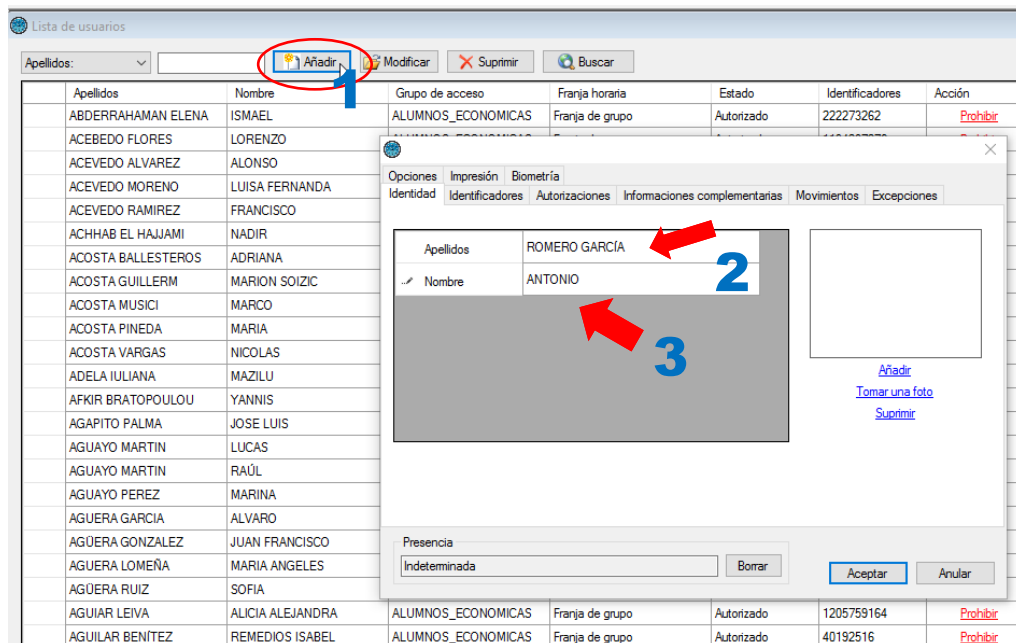 Lista de usuarios
Apellidos: Añadir Modificar Suprimir Buscar
1
Apellidos Nombre Grupo de acceso Franja horaria Estado Identificadores Acción
ABDERRAHAMAN ELENA ISMAEL ALUMNOS_ECONOMICAS Franja de grupo Autorizado 222273262 Prohibir
ACEBEDO FLORES LORENZO
ACEVEDO ALVAREZ ALONSO
ACEVEDO MORENO LUISA FERNANDA
ACEVEDO RAMIREZ FRANCISCO
ACHHAB EL HAJJAMI NADIR
ACOSTA BALLESTEROS ADRIANA
ACOSTA GUILLERM MARION SOIZIC
ACOSTA MUSICI MARCO
ACOSTA PINEDA MARIA
ACOSTA VARGAS NICOLAS
ADELA IULIANA MAZILU
AFKIR BRATOPOULOU YANNIS
AGAPITO PALMA JOSE LUIS
AGUAYO MARTIN LUCAS
AGUAYO MARTIN RAÚL
AGUAYO PEREZ MARINA
AGUERA GARCIA ALVARO
AGÜERA GONZALEZ JUAN FRANCISCO
AGUERA LOMEÑA MARIA ANGELES
AGÜERA RUIZ SOFIA
AGUIAR LEIVA ALICIA ALEJANDRA ALUMNOS_ECONOMICAS Franja de grupo Autorizado 1205759164 Prohibir
AGUILAR BENÍTEZ REMEDIOS ISABEL ALUMNOS_ECONOMICAS Franja de grupo Autorizado 40192516 Prohibir
Opciones Impresión Biometría
Identidad Identificadores Autorizaciones Informaciones complementarias Movimientos Excepciones
Apellidos ROMERO GARCÍA
2
Nombre ANTONIO
3
Añadir
Tomar una foto
Suprimir
Presencia
Indeterminada Borrar
Aceptar Anular